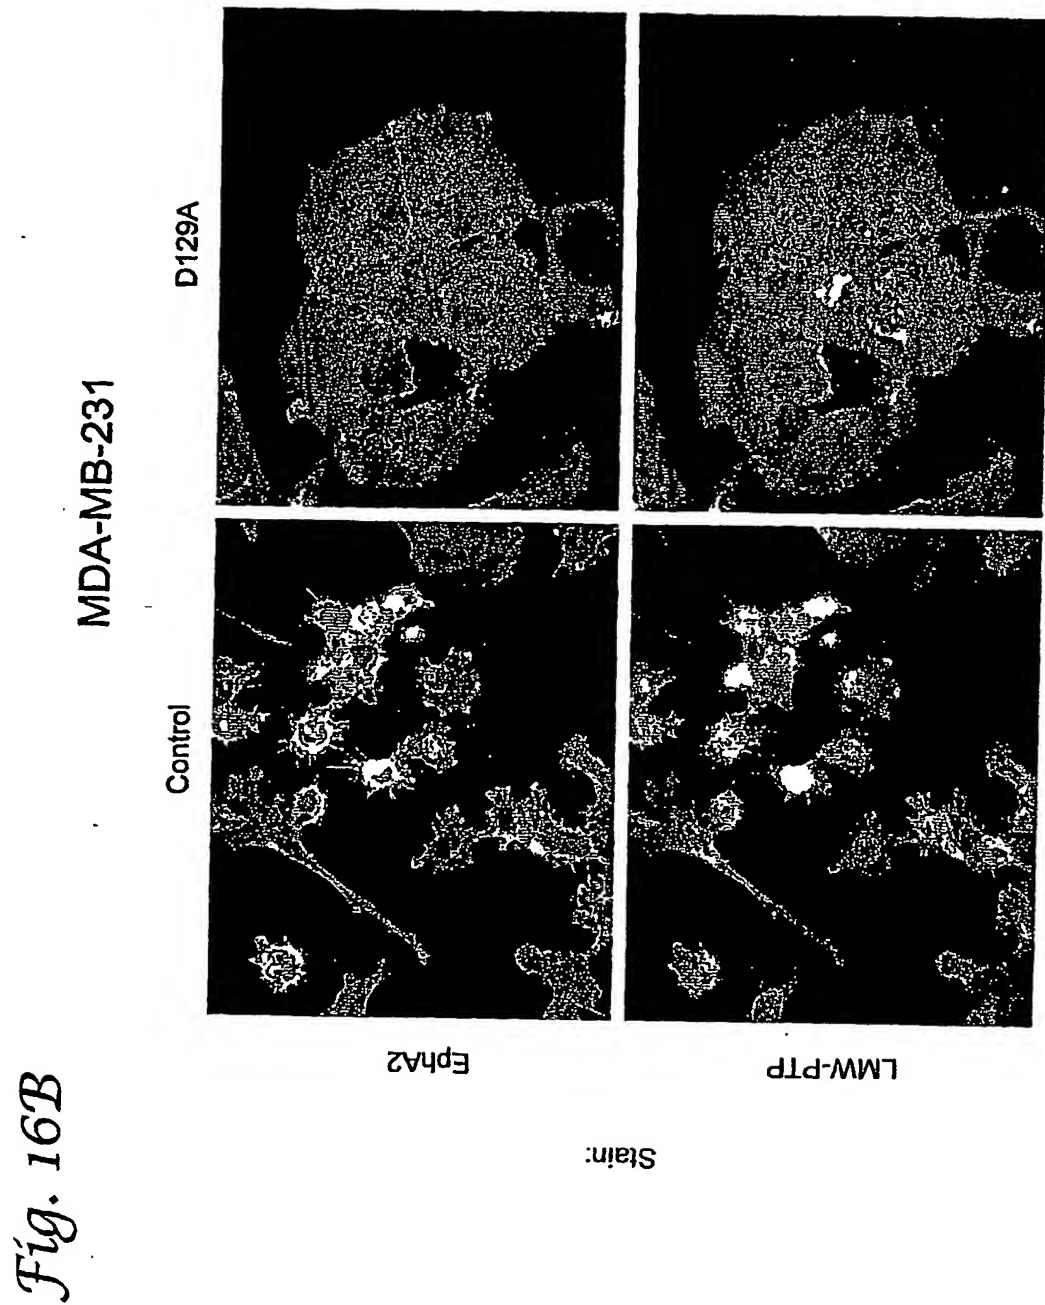 Fig. 16B
MDA-MB-231
Control
D129A
Stain:
EphA2
LMW-PTP